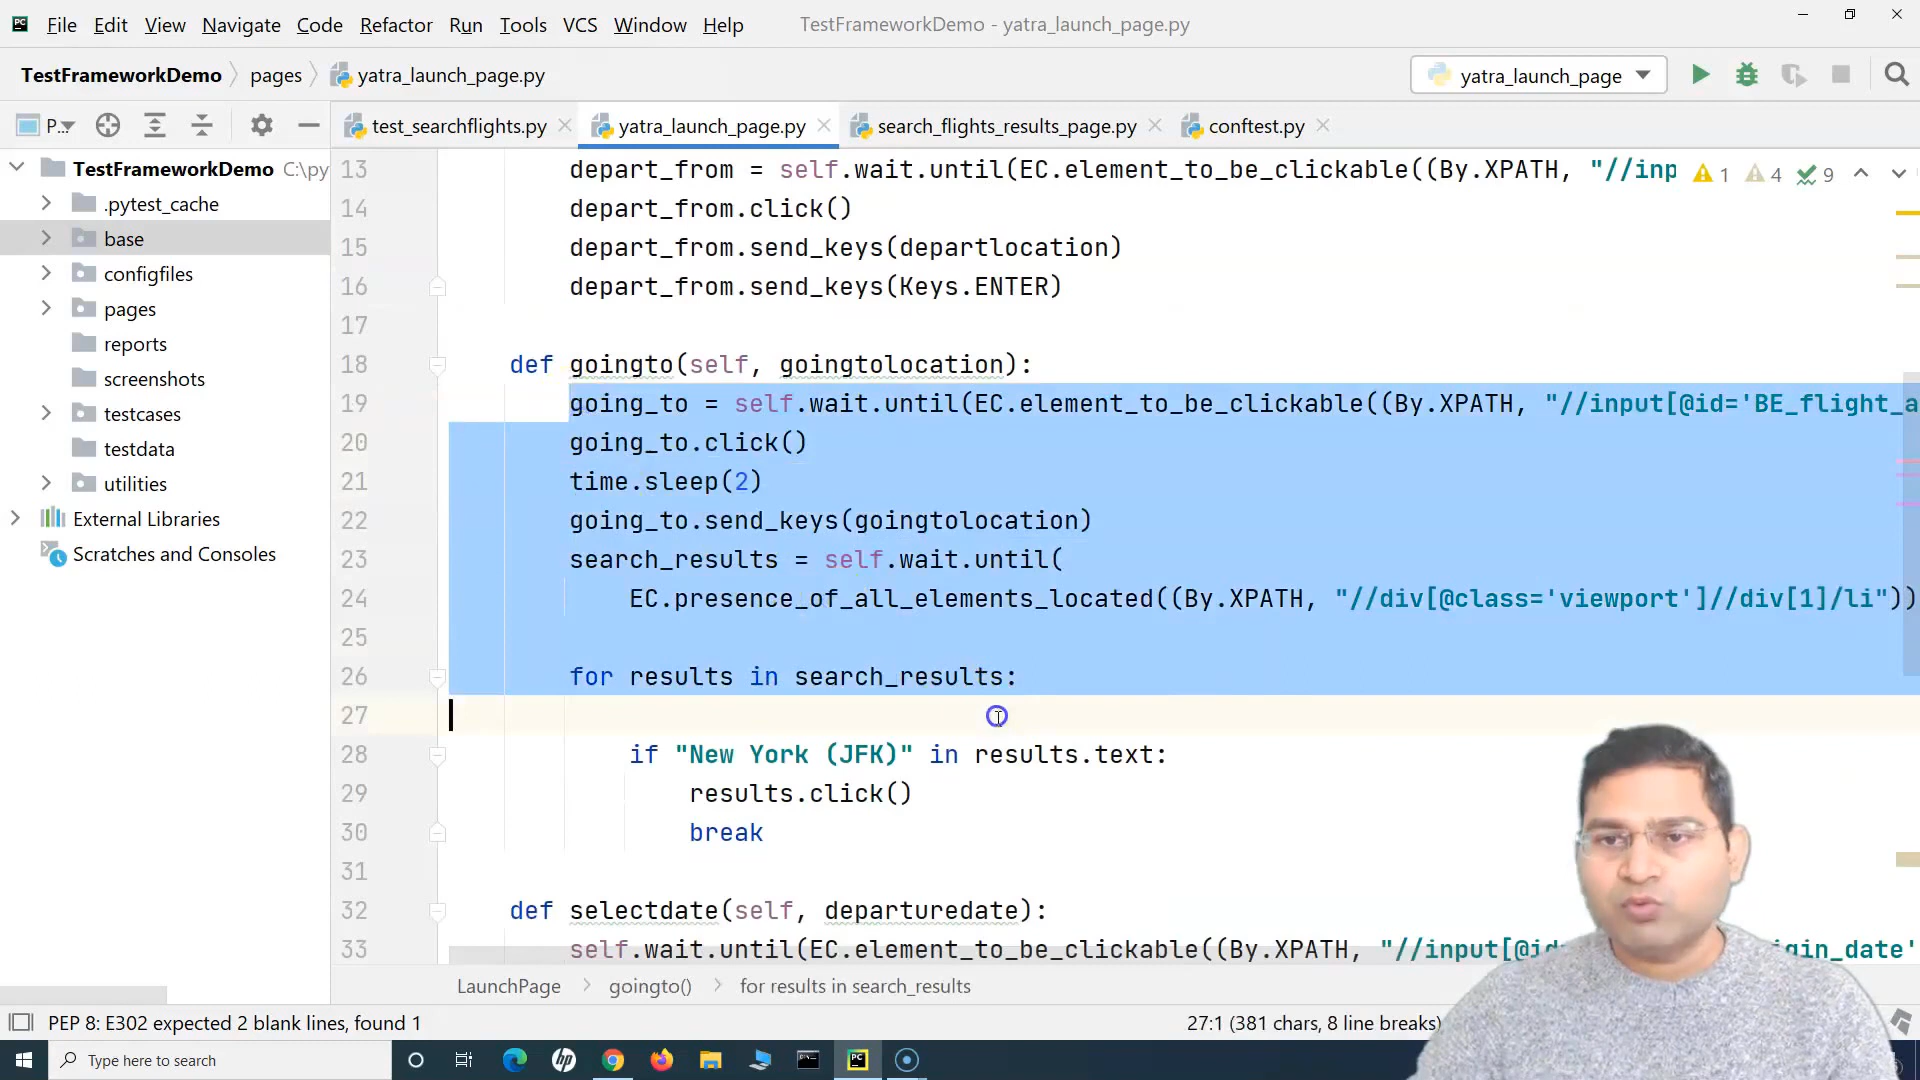 File Edit View Navigate Code Refactor Run Tools VCS Window Help TestFrameworkDemo - yatra_launch_page.py
TestFrameworkDemo pages yatra_launch_page.py yatra_launch_page
P... test_searchflights.py yatra_launch_page.py search_flights_results_page.py conftest.py
TestFrameworkDemo C:\py
.pytest_cache
base
configfiles
pages
reports
screenshots
testcases
testdata
utilities
External Libraries
Scratches and Consoles
13 depart_from = self.wait.until(EC.element_to_be_clickable((By.XPATH, "//inp 1 4 9
14 depart_from.click()
15 depart_from.send_keys(departlocation)
16 depart_from.send_keys(Keys.ENTER)
17
18 def goingto(self, goingtolocation):
19 going_to = self.wait.until(EC.element_to_be_clickable((By.XPATH, "//input[@id='BE_flight_a
20 going_to.click()
21 time.sleep(2)
22 going_to.send_keys(goingtolocation)
23 search_results = self.wait.until(
24 EC.presence_of_all_elements_located((By.XPATH, "//div[@class='viewport']//div[1]/li"))
25
26 for results in search_results:
27
28 if "New York (JFK)" in results.text:
29 results.click()
30 break
31
32 def selectdate(self, departuredate):
33 self.wait.until(EC.element_to_be_clickable((By.XPATH, "//input[@id gin_date'
LaunchPage goingto() for results in search_results
PEP 8: E302 expected 2 blank lines, found 1 27:1 (381 chars, 8 line breaks)
Type here to search